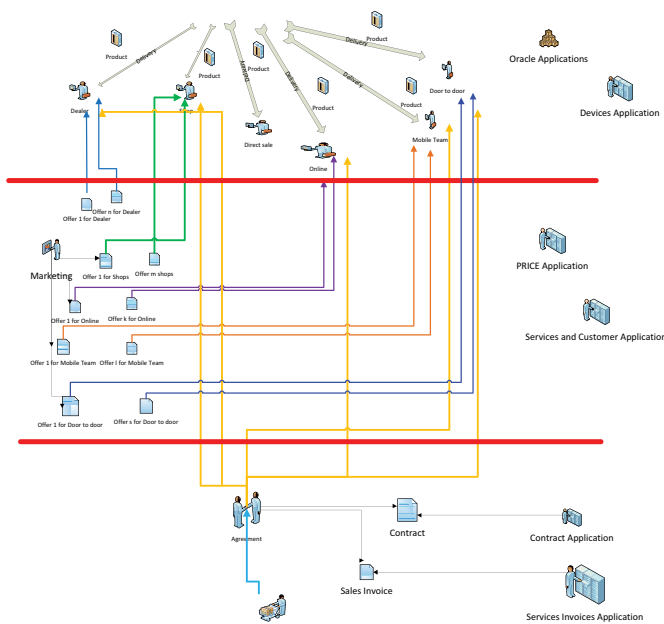 Product
Delivery
Product
Delivery
Product
Delivery
Product
Delivery
Delivery
Product
Product
Dealer
Direct sale
Online
Door to door
Mobile Team
Oracle Applications
Devices Application
Offer 1 for Dealer
Offer n for Dealer
Marketing
Offer 1 for Shops
Offer m shops
Offer 1 for Online
Offer k for Online
Offer 1 for Mobile Team
Offer l for Mobile Team
Offer 1 for Door to door
Offer s for Door to door
PRICE Application
Services and Customer Application
Agreement
Contract
Contract Application
Sales Invoice
Services Invoices Application